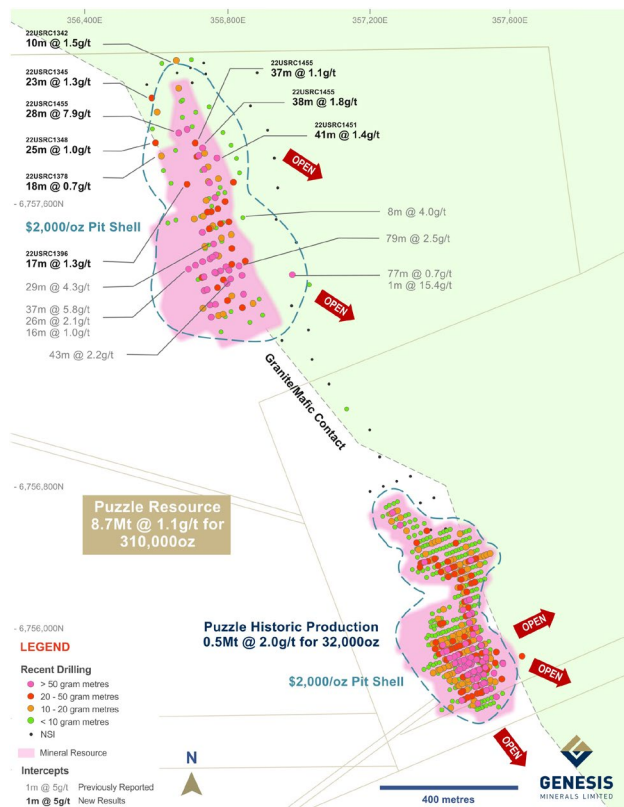 356,400E
356,800E
357,200E
357,600E
22USRC1342
10m @ 1.5g/t
22USRC1345
23m @ 1.3g/t
22USRC1455
28m @ 7.9g/t
22USRC1348
25m @ 1.0g/t
22USRC1378
18m @ 0.7g/t
22USRC1455
37m @ 1.1g/t
22USRC1455
38m @ 1.8g/t
22USRC1451
41m @ 1.4g/t
OPEN
6,757,600N
$2,000/oz Pit Shell
8m @ 4.0g/t
22USRC1396
17m @ 1.3g/t
79m @ 2.5g/t
29m @ 4.3g/t
77m @ 0.7g/t
1m @ 15.4g/t
37m @ 5.8g/t
26m @ 2.1g/t
16m @ 1.0g/t
OPEN
43m @ 2.2g/t
Granite/Mafic Contact
6,756,800N
Puzzle Resource
8.7Mt @ 1.1g/t for
310,000oz
6,756,000N
Puzzle Historic Production
0.5Mt @ 2.0g/t for 32,000oz
OPEN
OPEN
$2,000/oz Pit Shell
OPEN
LEGEND
Recent Drilling
> 50 gram metres
20 - 50 gram metres
10 - 20 gram metres
< 10 gram metres
NSI
Mineral Resource
Intercepts
1m @ 5g/t Previously Reported
1m @ 5g/t New Results
N
400 metres
GENESIS
MINERALS LIMITED